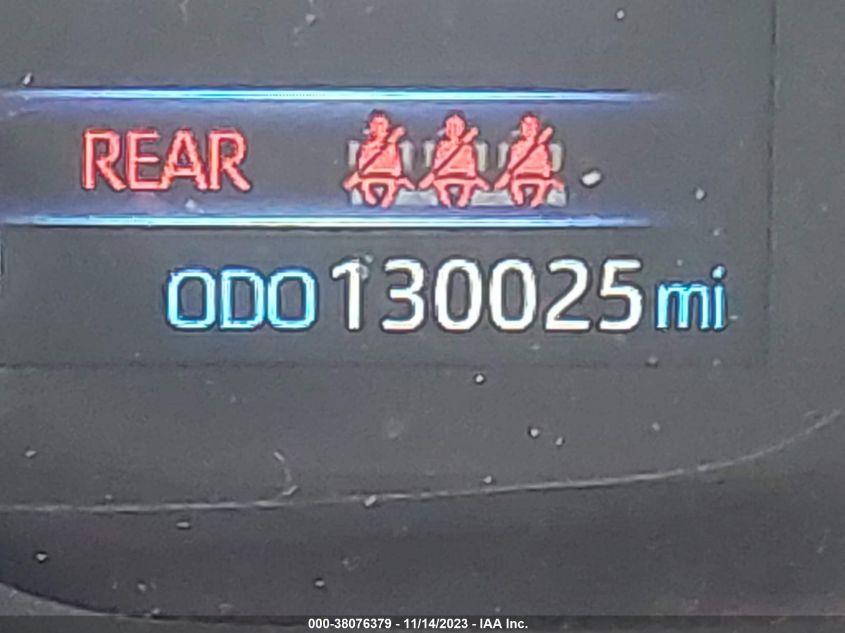 REAR
ODO 130025 mi
000-38076379 - 11/14/2023 - IAA Inc.